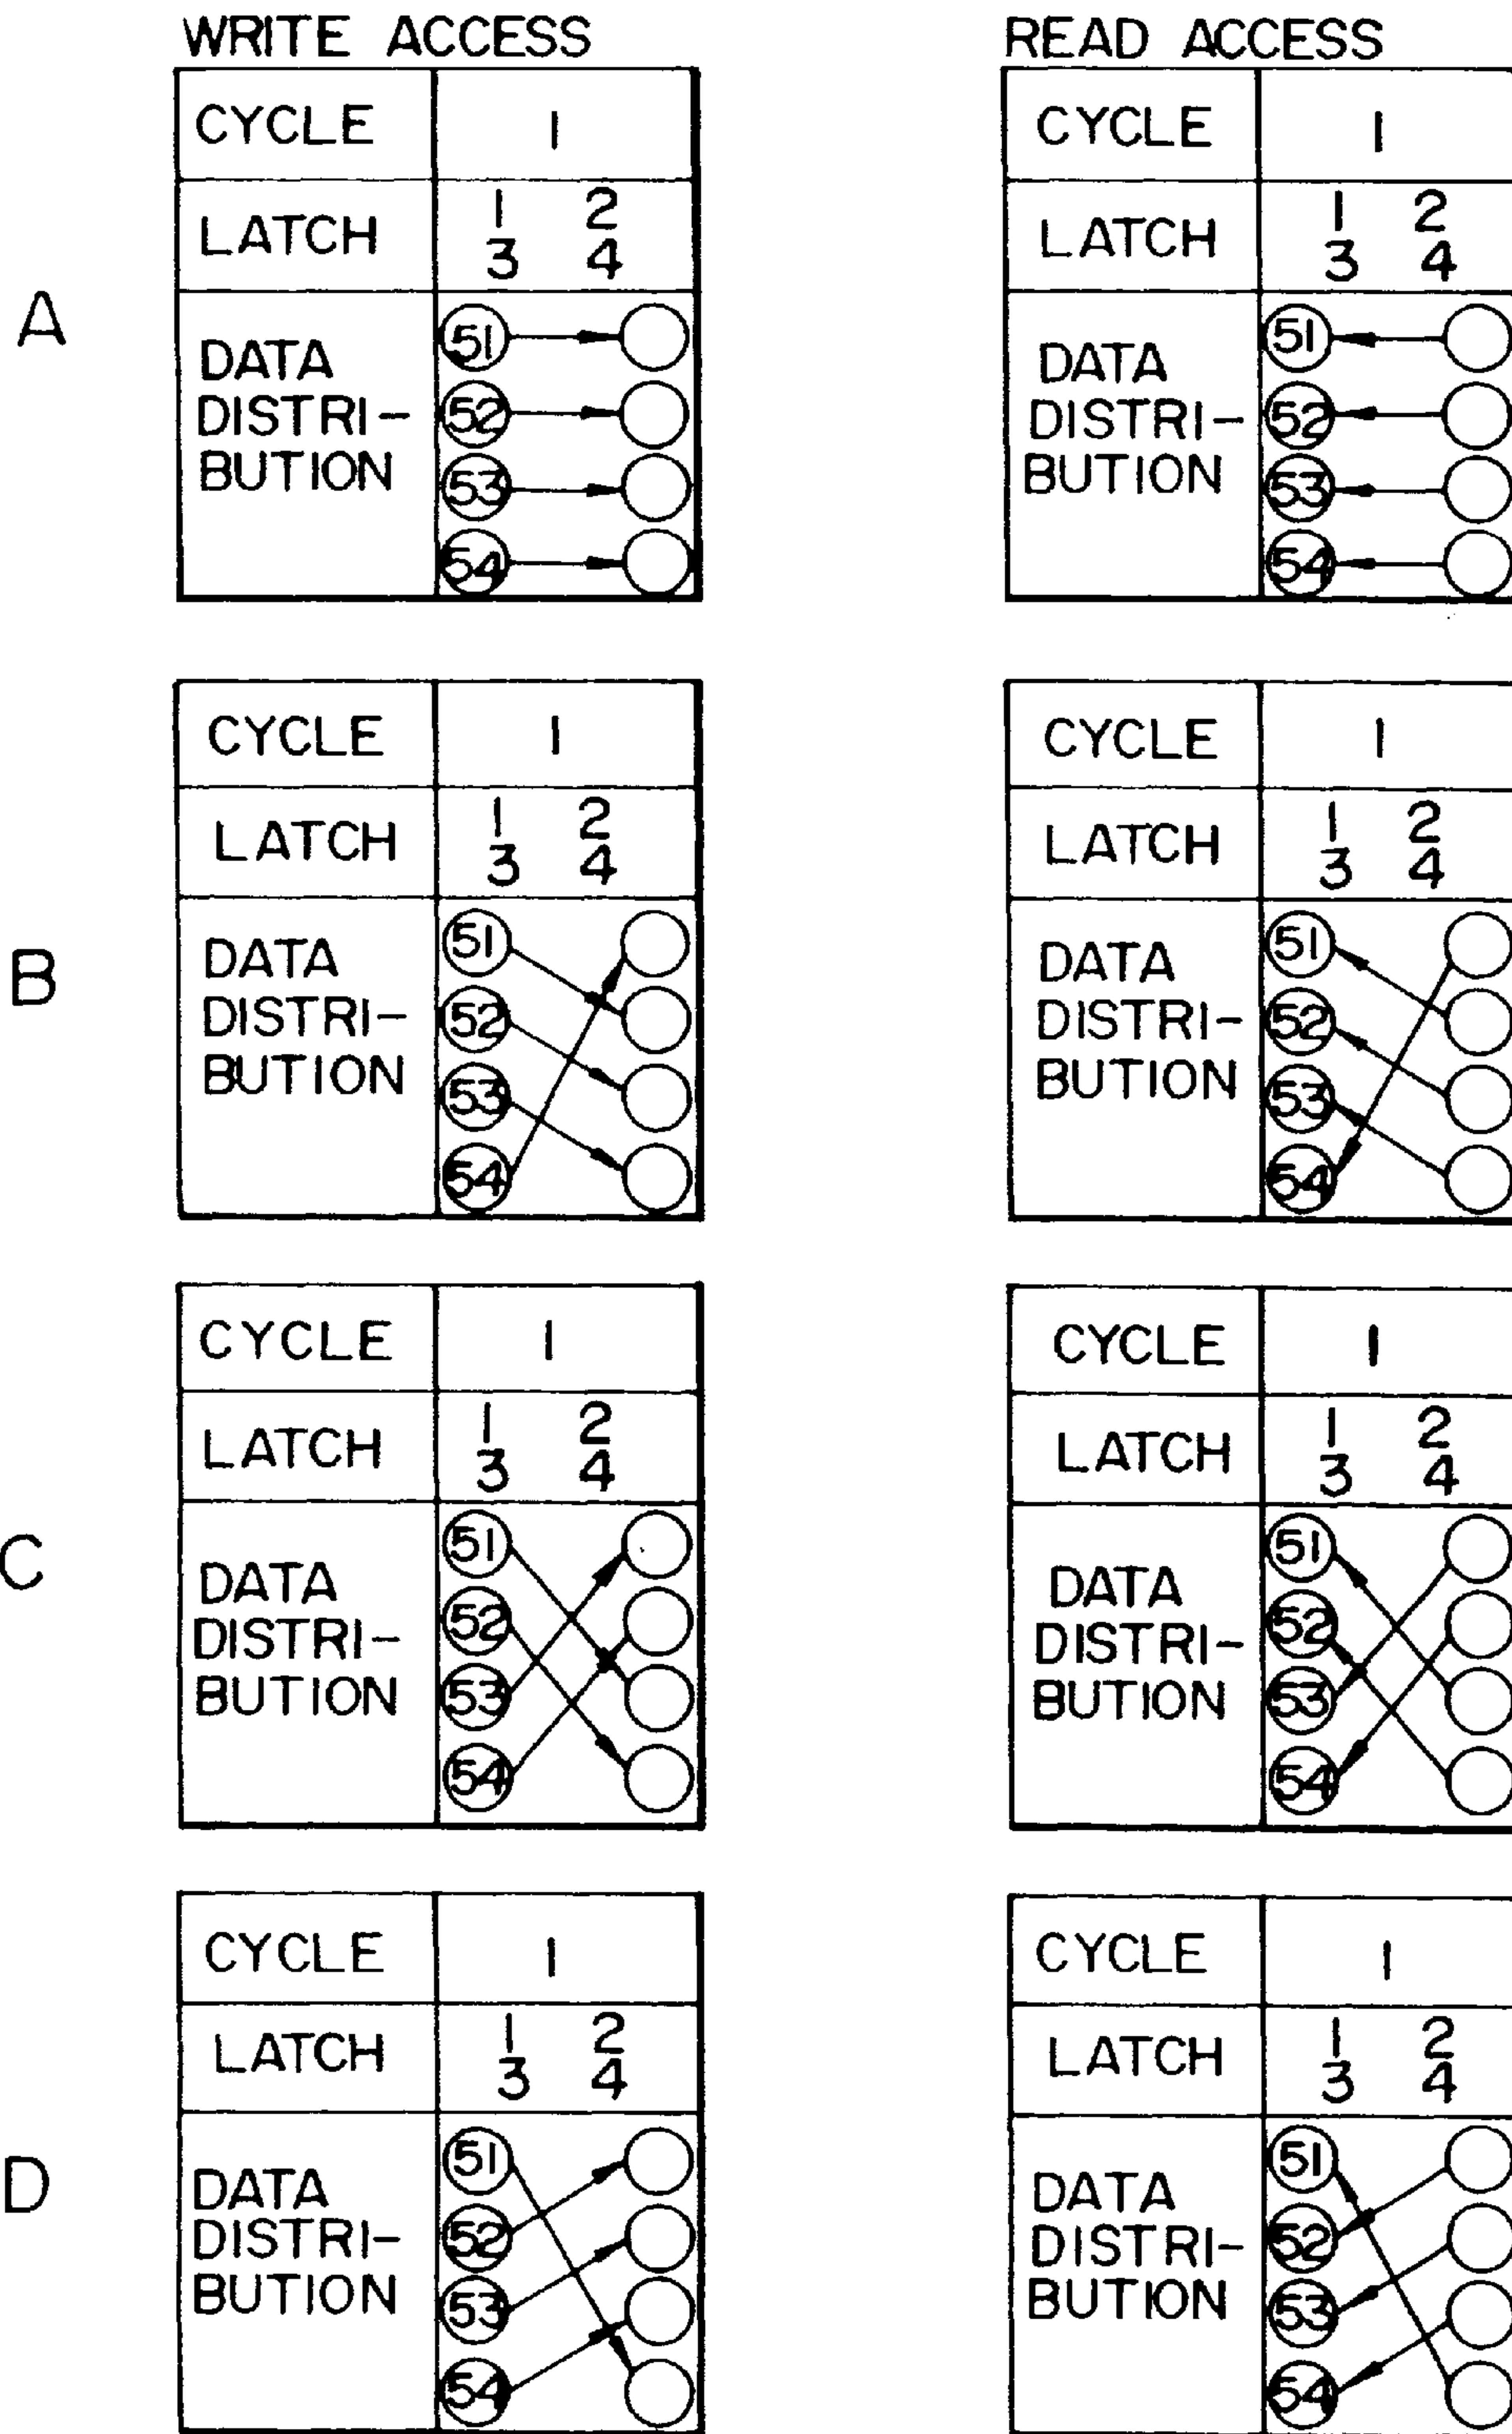 WRITE ACCESS
CYCLE 1
LATCH 1 2
3 4
A
DATA
DISTRI-
BUTION
51
52
53
54
READ ACCESS
CYCLE 1
LATCH 1 2
3 4
DATA
DISTRI-
BUTION
51
52
53
54
B
CYCLE 1
LATCH 1 2
3 4
DATA
DISTRI-
BUTION
51
52
53
54
CYCLE 1
LATCH 1 2
3 4
DATA
DISTRI-
BUTION
51
52
53
54
C
CYCLE 1
LATCH 1 2
3 4
DATA
DISTRI-
BUTION
51
52
53
54
CYCLE 1
LATCH 1 2
3 4
DATA
DISTRI-
BUTION
51
52
53
54
D
CYCLE 1
LATCH 1 2
3 4
DATA
DISTRI-
BUTION
51
52
53
54
CYCLE 1
LATCH 1 2
3 4
DATA
DISTRI-
BUTION
51
52
53
54